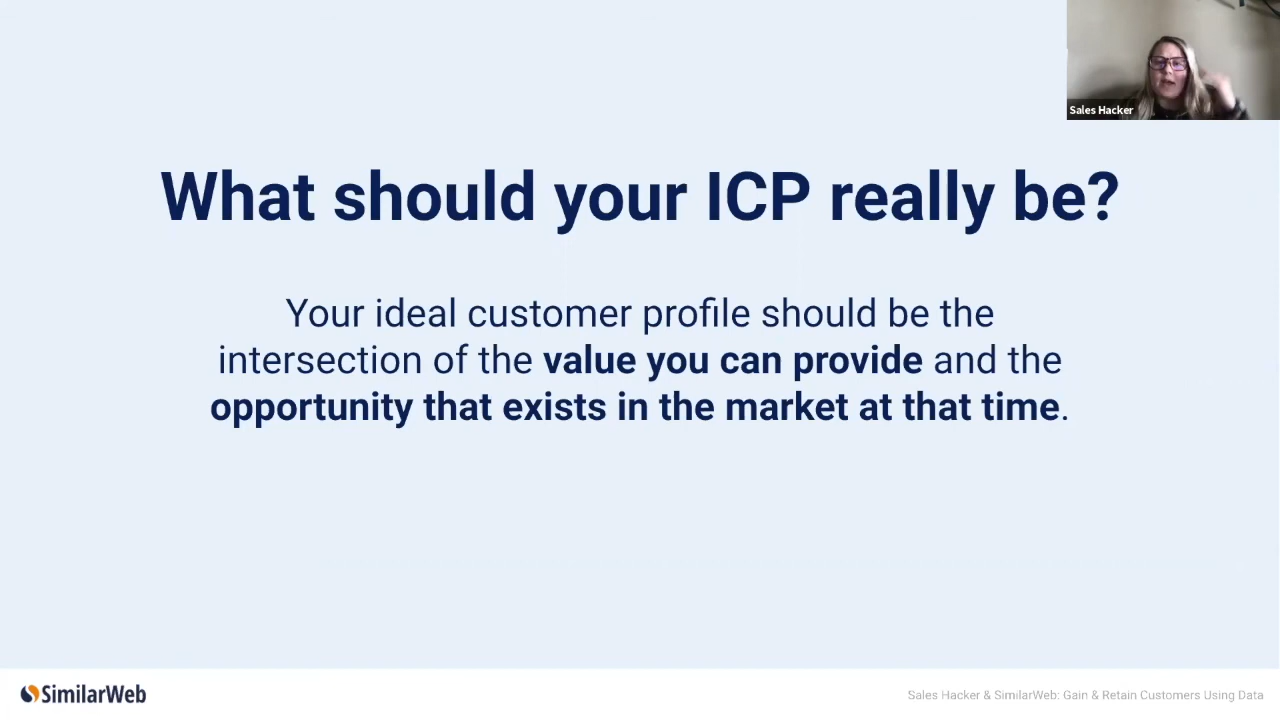 Sales Hacker
What should your ICP really be?
Your ideal customer profile should be the
intersection of the value you can provide and the
opportunity that exists in the market at that time.
SimilarWeb
Sales Hacker & SimilarWeb: Gain & Retain Customers Using Data